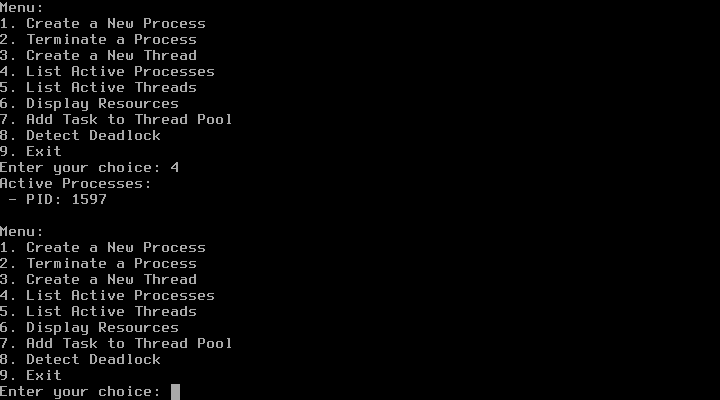 Menu:
1. Create a New Process
2. Terminate a Process
3. Create a New Thread
4. List Active Processes
5. List Active Threads
6. Display Resources
7. Add Task to Thread Pool
8. Detect Deadlock
9. Exit
Enter your choice: 4
Active Processes:
 - PID: 1597

Menu:
1. Create a New Process
2. Terminate a Process
3. Create a New Thread
4. List Active Processes
5. List Active Threads
6. Display Resources
7. Add Task to Thread Pool
8. Detect Deadlock
9. Exit
Enter your choice: